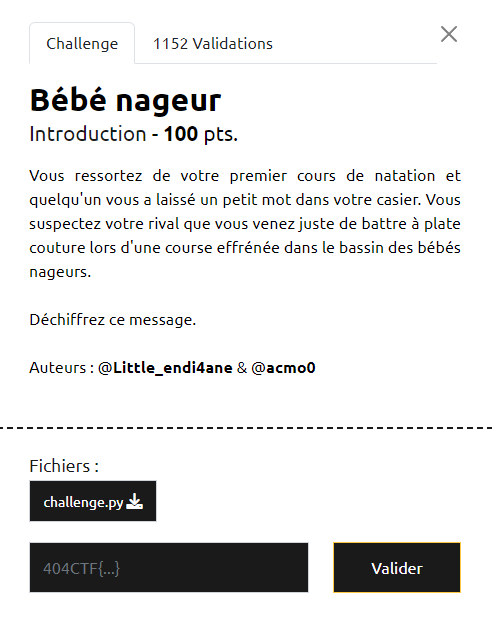 Challenge
1152 Validations
Bébé nageur
Introduction - 100 pts.
Vous ressortez de votre premier cours de natation et
quelqu'un vous a laissé un petit mot dans votre casier. Vous
suspectez votre rival que vous venez juste de battre à plate
couture lors d'une course effrénée dans le bassin des bébés
nageurs.
Déchiffrez ce message.
Auteurs : @Little_endi4ane & @acmo0
Fichiers :
challenge.py
404CTF{...}
Valider